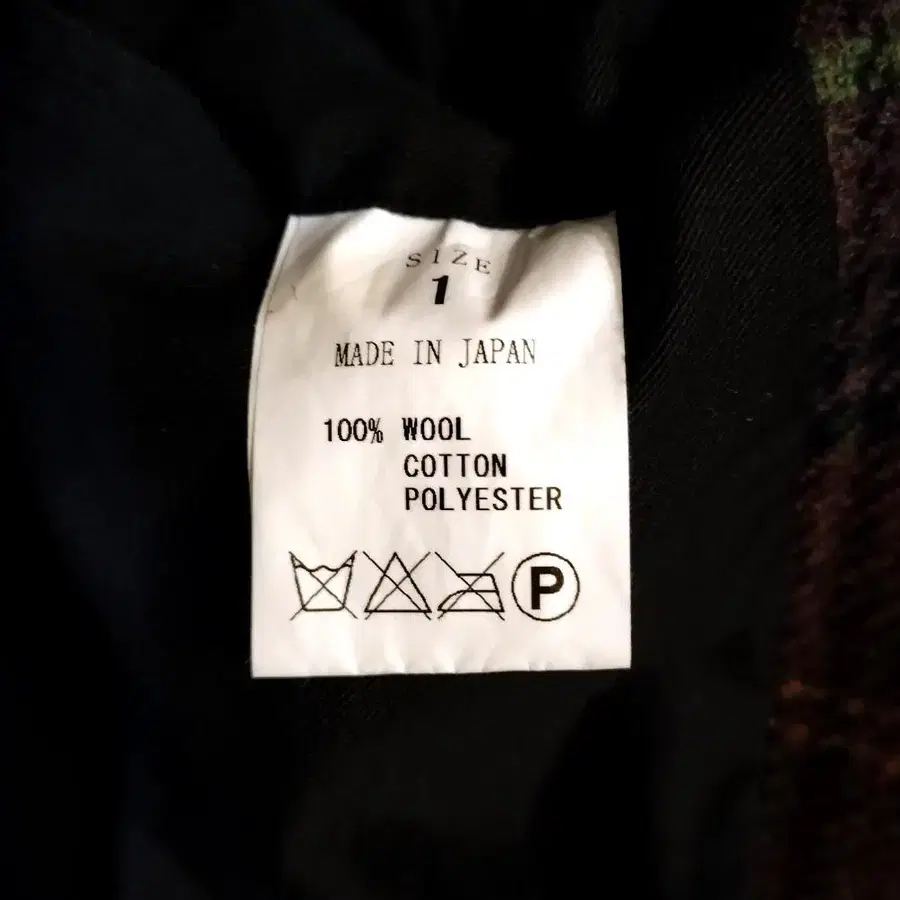 SIZE
1
MADE IN JAPAN
100% WOOL
COTTON
POLYESTER
P